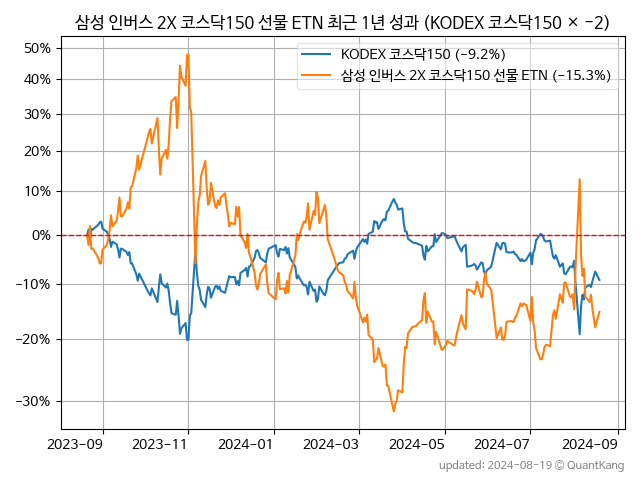 삼성 인버스 2X 코스닥150 선물 ETN 최근 1년 성과 (KODEX 코스닥150 × -2)
KODEX 코스닥150 (-9.2%)
삼성 인버스 2X 코스닥150 선물 ETN (-15.3%)
50%
40%
30%
20%
10%
0%
-10%
-20%
-30%
2023-09 2023-11 2024-01 2024-03 2024-05 2024-07 2024-09
updated: 2024-08-19 © QuantKang